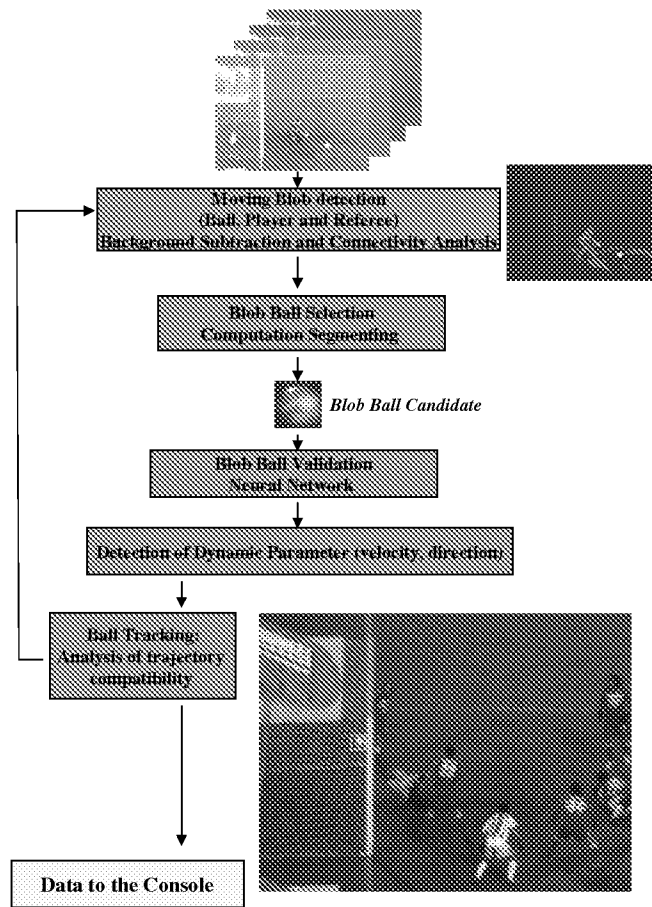 Moving Blob detection
(Ball, Player and Referee)
Background Subtraction and Connectivity Analysis
Blob Ball Selection
Computation Segmenting
Blob Ball Candidate
Blob Ball Validation
Neural Network
Detection of Dynamic Parameter (velocity, direction)
Ball Tracking:
Analysis of trajectory
compatibility
Data to the Console